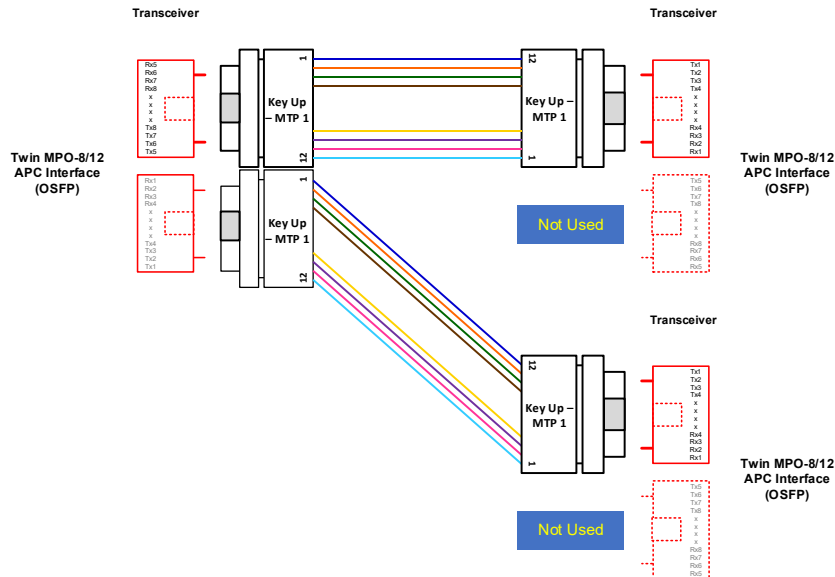 Transceiver
Transceiver
Rx5
Rx6
Rx7
Rx8
x
x
x
x
Tx8
Tx7
Tx6
Tx5
1
Key Up
– MTP 1
12
12
Key Up –
MTP 1
1
Tx1
Tx2
Tx3
Tx4
x
x
x
x
Rx4
Rx3
Rx2
Rx1
Twin MPO-8/12
APC Interface
(OSFP)
Twin MPO-8/12
APC Interface
(OSFP)
Rx1
Rx2
Rx3
Rx4
x
x
x
x
Tx4
Tx3
Tx2
Tx1
1
Key Up
– MTP 1
12
Not Used
Tx5
Tx6
Tx7
Tx8
x
x
x
x
Rx8
Rx7
Rx6
Rx5
Transceiver
12
Key Up –
MTP 1
1
Tx1
Tx2
Tx3
Tx4
x
x
x
x
Rx4
Rx3
Rx2
Rx1
Twin MPO-8/12
APC Interface
(OSFP)
Not Used
Tx5
Tx6
Tx7
Tx8
x
x
x
Rx8
Rx7
Rx6
Rx5